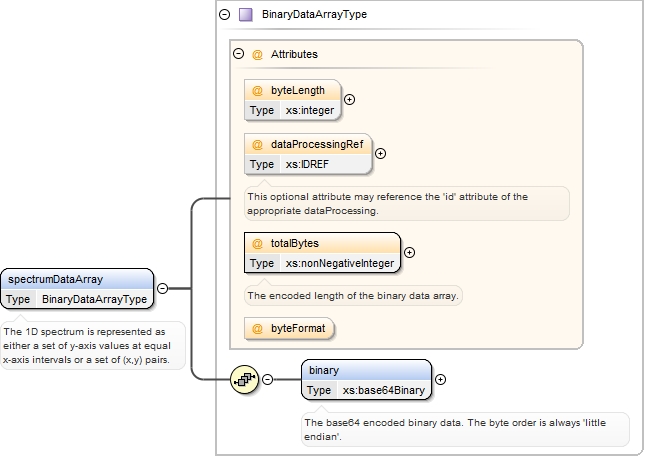 BinaryDataArrayType
@ Attributes
@ byteLength
Type xs:integer
@ dataProcessingRef
Type xs:IDREF
This optional attribute may reference the 'id' attribute of the
appropriate dataProcessing.
@ totalBytes
Type xs:nonNegativeInteger
The encoded length of the binary data array.
@ byteFormat
spectrumDataArray
Type BinaryDataArrayType
The 1D spectrum is represented as
either a set of y-axis values at equal
x-axis intervals or a set of (x,y) pairs.
binary
Type xs:base64Binary
The base64 encoded binary data. The byte order is always 'little
endian'.